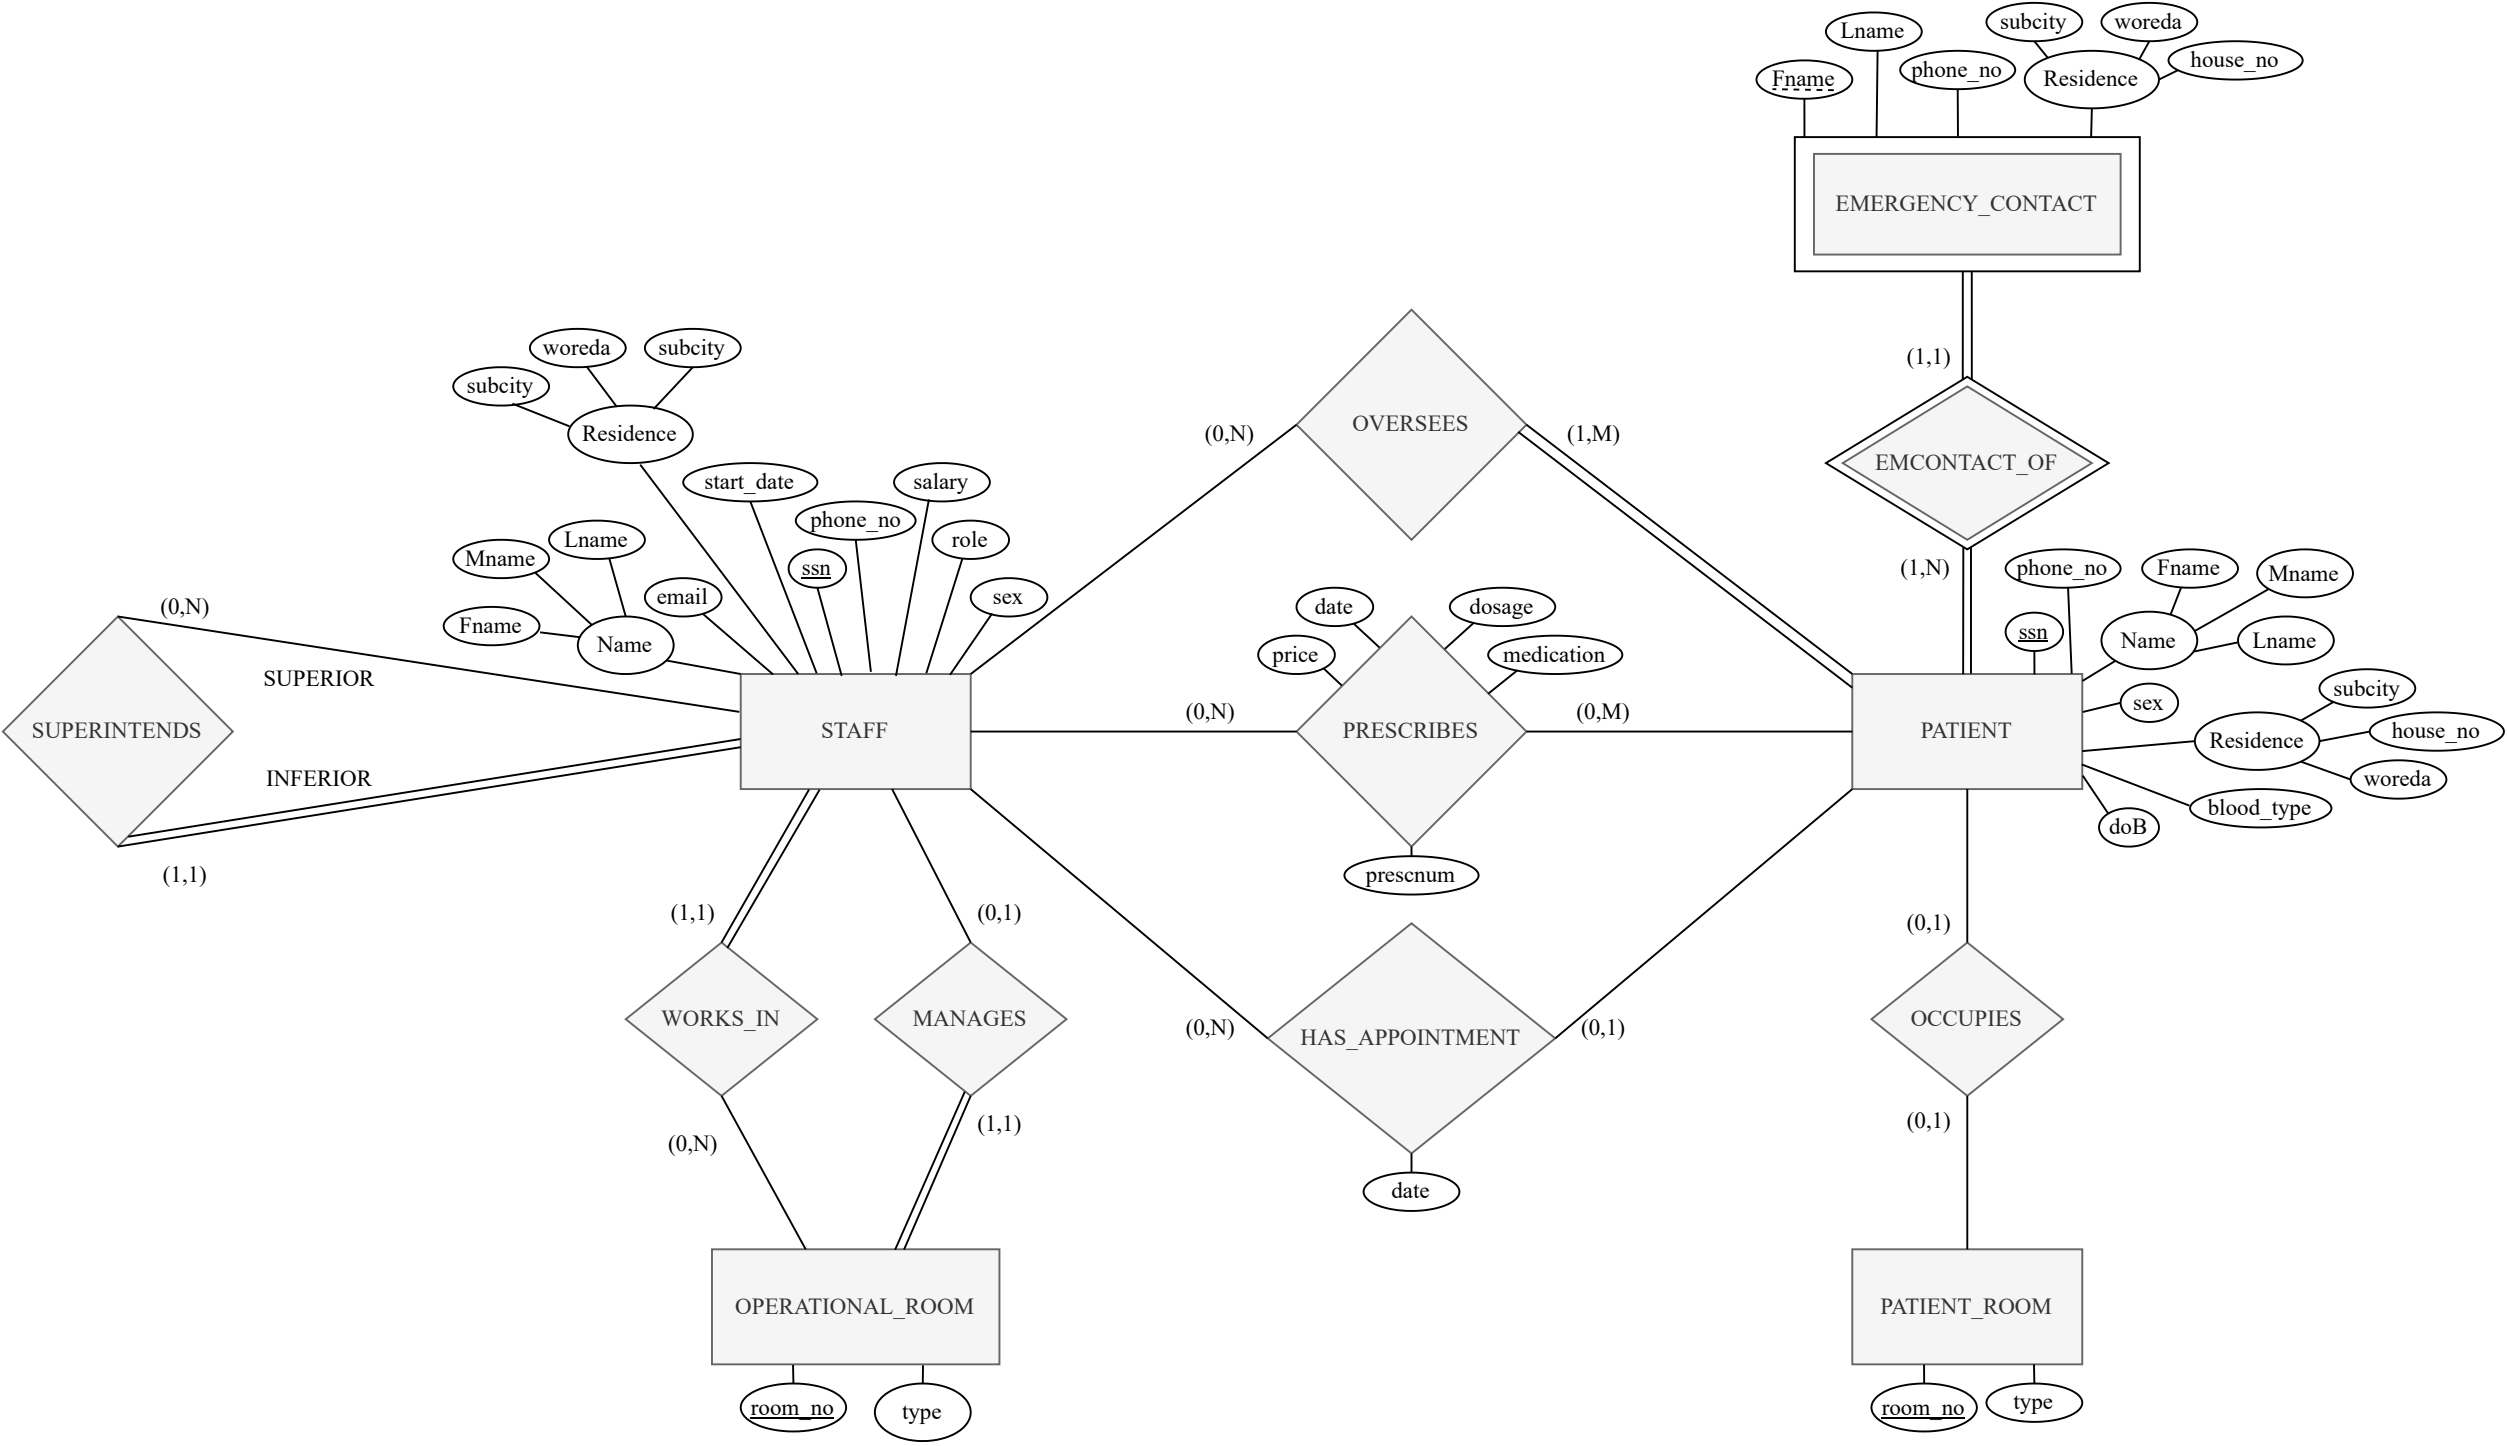 subcity
woreda
Lname
house_no
phone_no
Fname
Residence
EMERGENCY_CONTACT
woreda
subcity
(1,1)
subcity
OVERSEES
Residence
(0,N)
(1,M)
EMCONTACT_OF
start_date
salary
phone_no
Lname
role
Mname
ssn
(1,N)
phone_no
Fname
Mname
email
sex
(0,N)
date
dosage
Fname
Name
ssn
Name
Lname
price
medication
SUPERIOR
subcity
sex
(0,N)
(0,M)
SUPERINTENDS
STAFF
PRESCRIBES
PATIENT
Residence
house_no
INFERIOR
woreda
blood_type
doB
(1,1)
prescnum
(1,1)
(0,1)
(0,1)
WORKS_IN
MANAGES
(0,N)
HAS_APPOINTMENT
(0,1)
OCCUPIES
(0,N)
(1,1)
(0,1)
date
OPERATIONAL_ROOM
PATIENT_ROOM
room_no
type
room_no
type